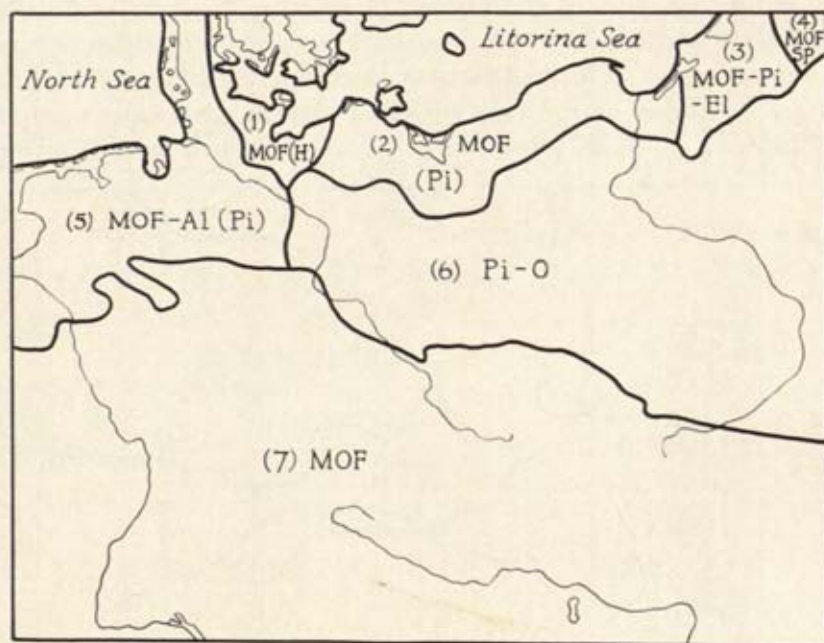 North Sea
Litorina Sea
(1)
MOF(H)
(2) MOF
(Pi)
(3)
MOF-Pi
-El
(4)
MOF
SP
(5) MOF-Al (Pi)
(6) Pi-O
(7) MOF